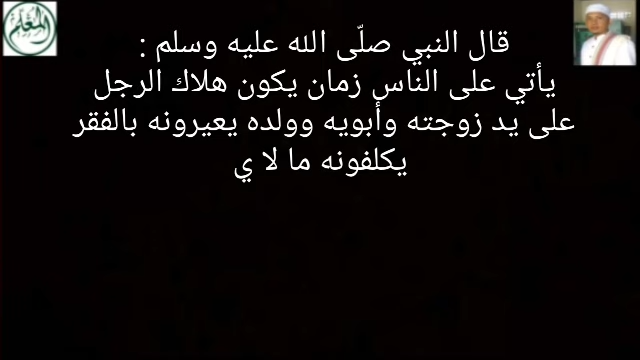 المعلم
قال النبي صلّى الله عليه وسلم :
يأتي على الناس زمان يكون هلاك الرجل
على يد زوجته وأبويه وولده يعيرونه بالفقر
يكلفونه ما لا ي